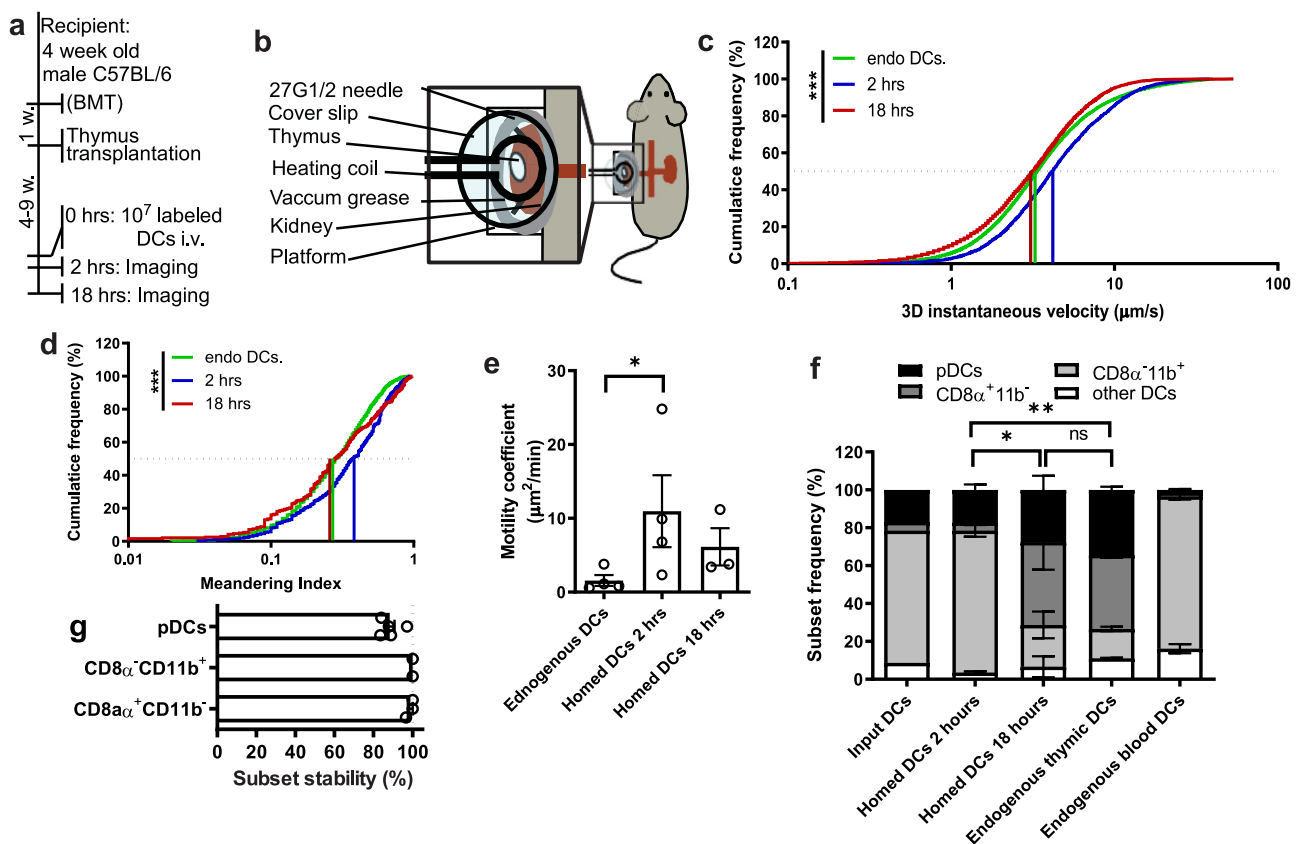 a
Recipient:
4 week old
male C57BL/6
(BMT)
1 w.
Thymus
transplantation
4-9 w.
0 hrs: 10⁷ labeled
DCs i.v.
2 hrs: Imaging
18 hrs: Imaging
b
27G1/2 needle
Cover slip
Thymus
Heating coil
Vaccum grease
Kidney
Platform
c
Cumulatice frequency (%)
120
100
80
60
40
20
0
***
endo DCs.
2 hrs
18 hrs
0.1 1 10 100
3D instantaneous velocity (μm/s)
d
Cumulatice frequency (%)
120
100
80
60
40
20
0
***
endo DCs.
2 hrs
18 hrs
0.01 0.1 1
Meandering Index
e
Motility coefficient
(μm²/min)
30
20
10
0
*
Ednogenous DCs
Homed DCs 2 hrs
Homed DCs 18 hrs
f
pDCs
CD8α⁺11b⁻
CD8α⁻11b⁺
other DCs
**
*
ns
Subset frequency (%)
120
100
80
60
40
20
0
Input DCs
Homed DCs 2 hours
Homed DCs 18 hours
Endogenous thymic DCs
Endogenous blood DCs
g
pDCs
CD8α⁻CD11b⁺
CD8aα⁺CD11b⁻
0 20 40 60 80 100
Subset stability (%)